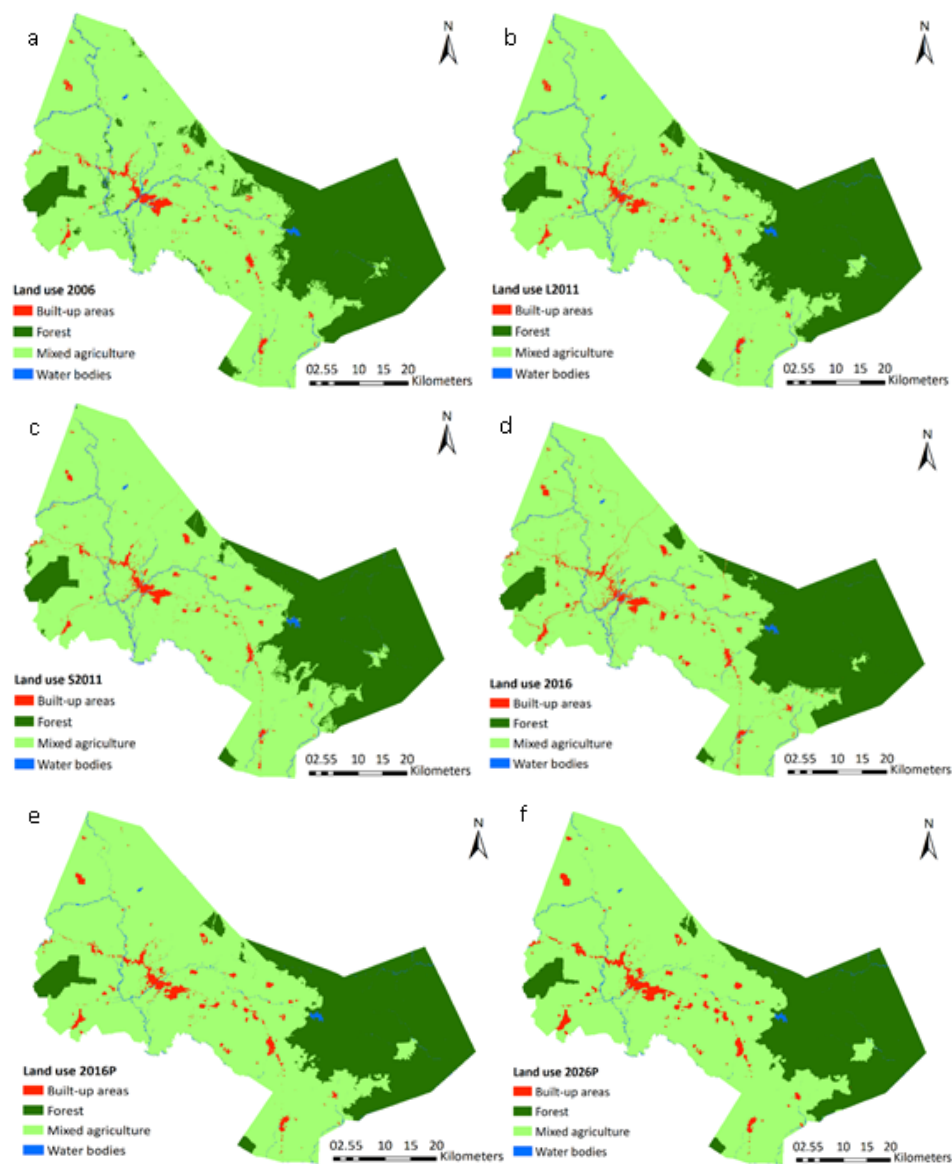 a
N
Land use 2006
Built-up areas
Forest
Mixed agriculture
Water bodies
02.55 10 15 20
Kilometers
b
N
Land use L2011
Built-up areas
Forest
Mixed agriculture
Water bodies
02.55 10 15 20
Kilometers
c
N
Land use S2011
Built-up areas
Forest
Mixed agriculture
Water bodies
02.55 10 15 20
Kilometers
d
N
Land use 2016
Built-up areas
Forest
Mixed agriculture
Water bodies
02.55 10 15 20
Kilometers
e
N
Land use 2016P
Built-up areas
Forest
Mixed agriculture
Water bodies
02.55 10 15 20
Kilometers
f
N
Land use 2026P
Built-up areas
Forest
Mixed agriculture
Water bodies
02.55 10 15 20
Kilometers